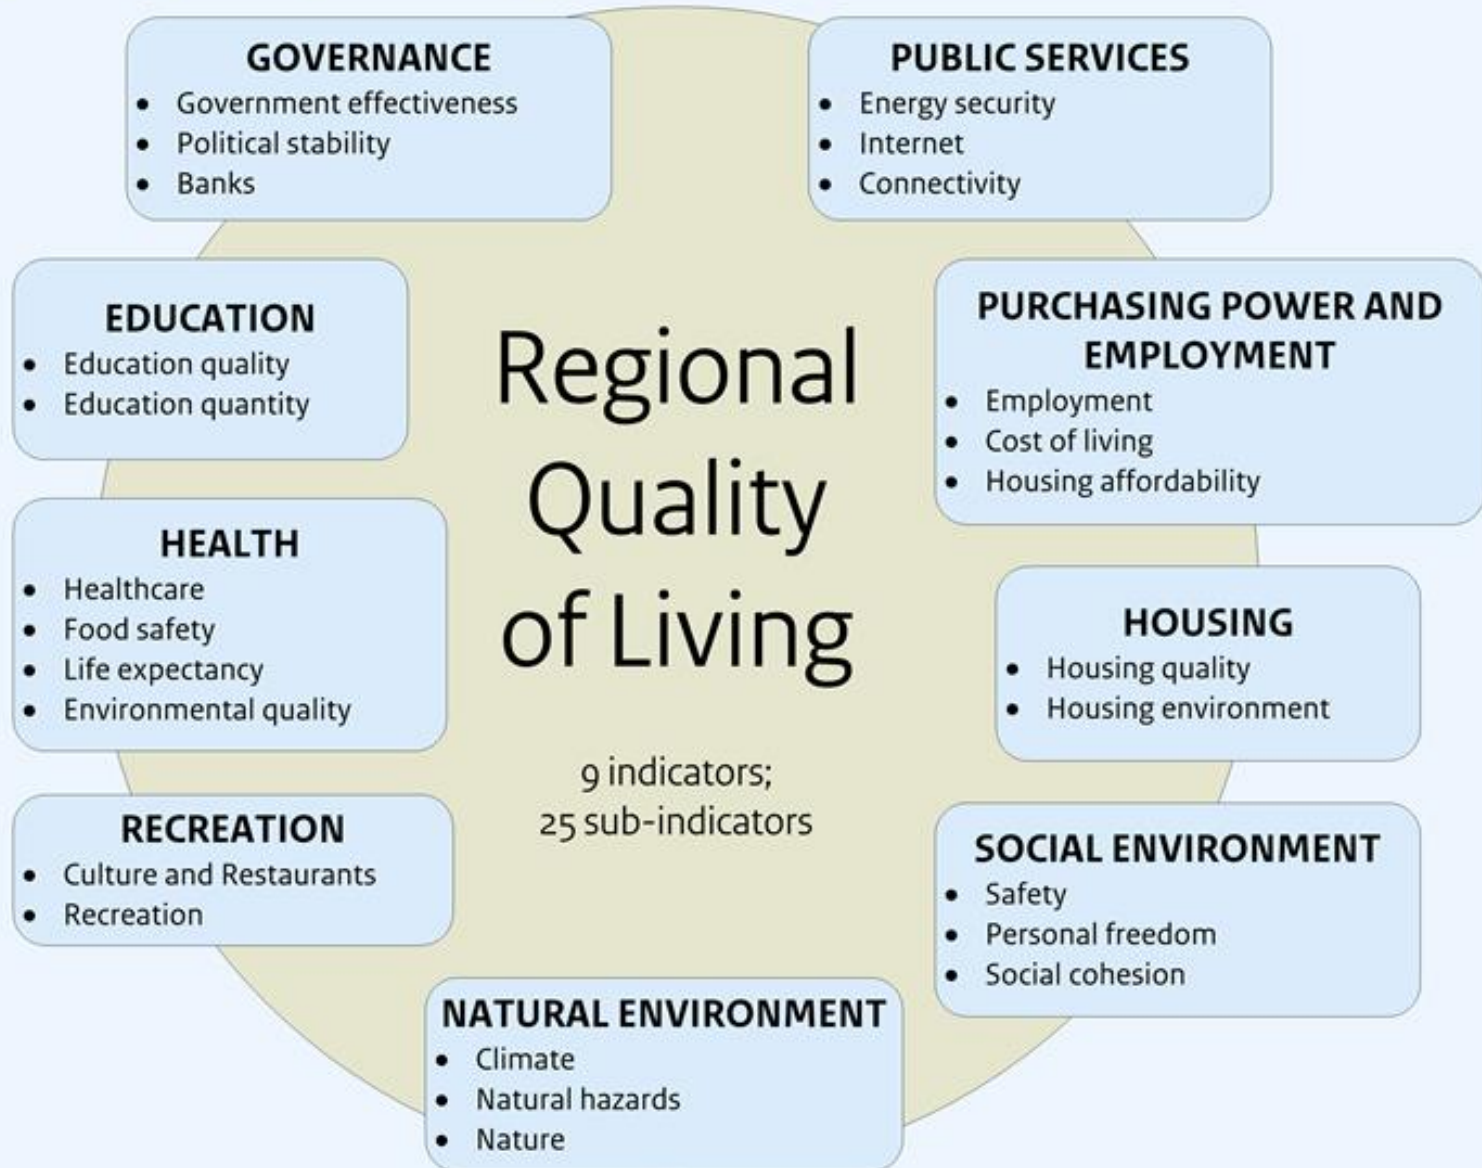 GOVERNANCE
• Government effectiveness
• Political stability
• Banks
PUBLIC SERVICES
• Energy security
• Internet
• Connectivity
EDUCATION
• Education quality
• Education quantity
PURCHASING POWER AND
EMPLOYMENT
• Employment
• Cost of living
• Housing affordability
Regional
Quality
of Living
9 indicators;
25 sub-indicators
HEALTH
• Healthcare
• Food safety
• Life expectancy
• Environmental quality
HOUSING
• Housing quality
• Housing environment
RECREATION
• Culture and Restaurants
• Recreation
SOCIAL ENVIRONMENT
• Safety
• Personal freedom
• Social cohesion
NATURAL ENVIRONMENT
• Climate
• Natural hazards
• Nature